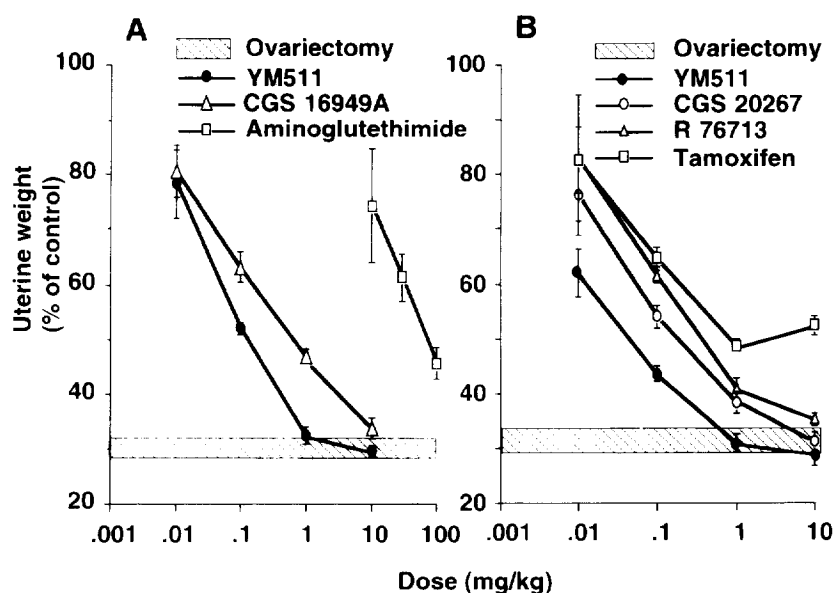 A
Ovariectomy
YM511
CGS 16949A
Aminoglutethimide
B
Ovariectomy
YM511
CGS 20267
R 76713
Tamoxifen
Uterine weight
(% of control)
100
80
60
40
20
.001 .01 .1 1 10 100
100
80
60
40
20
.001 .01 .1 1 10
Dose (mg/kg)